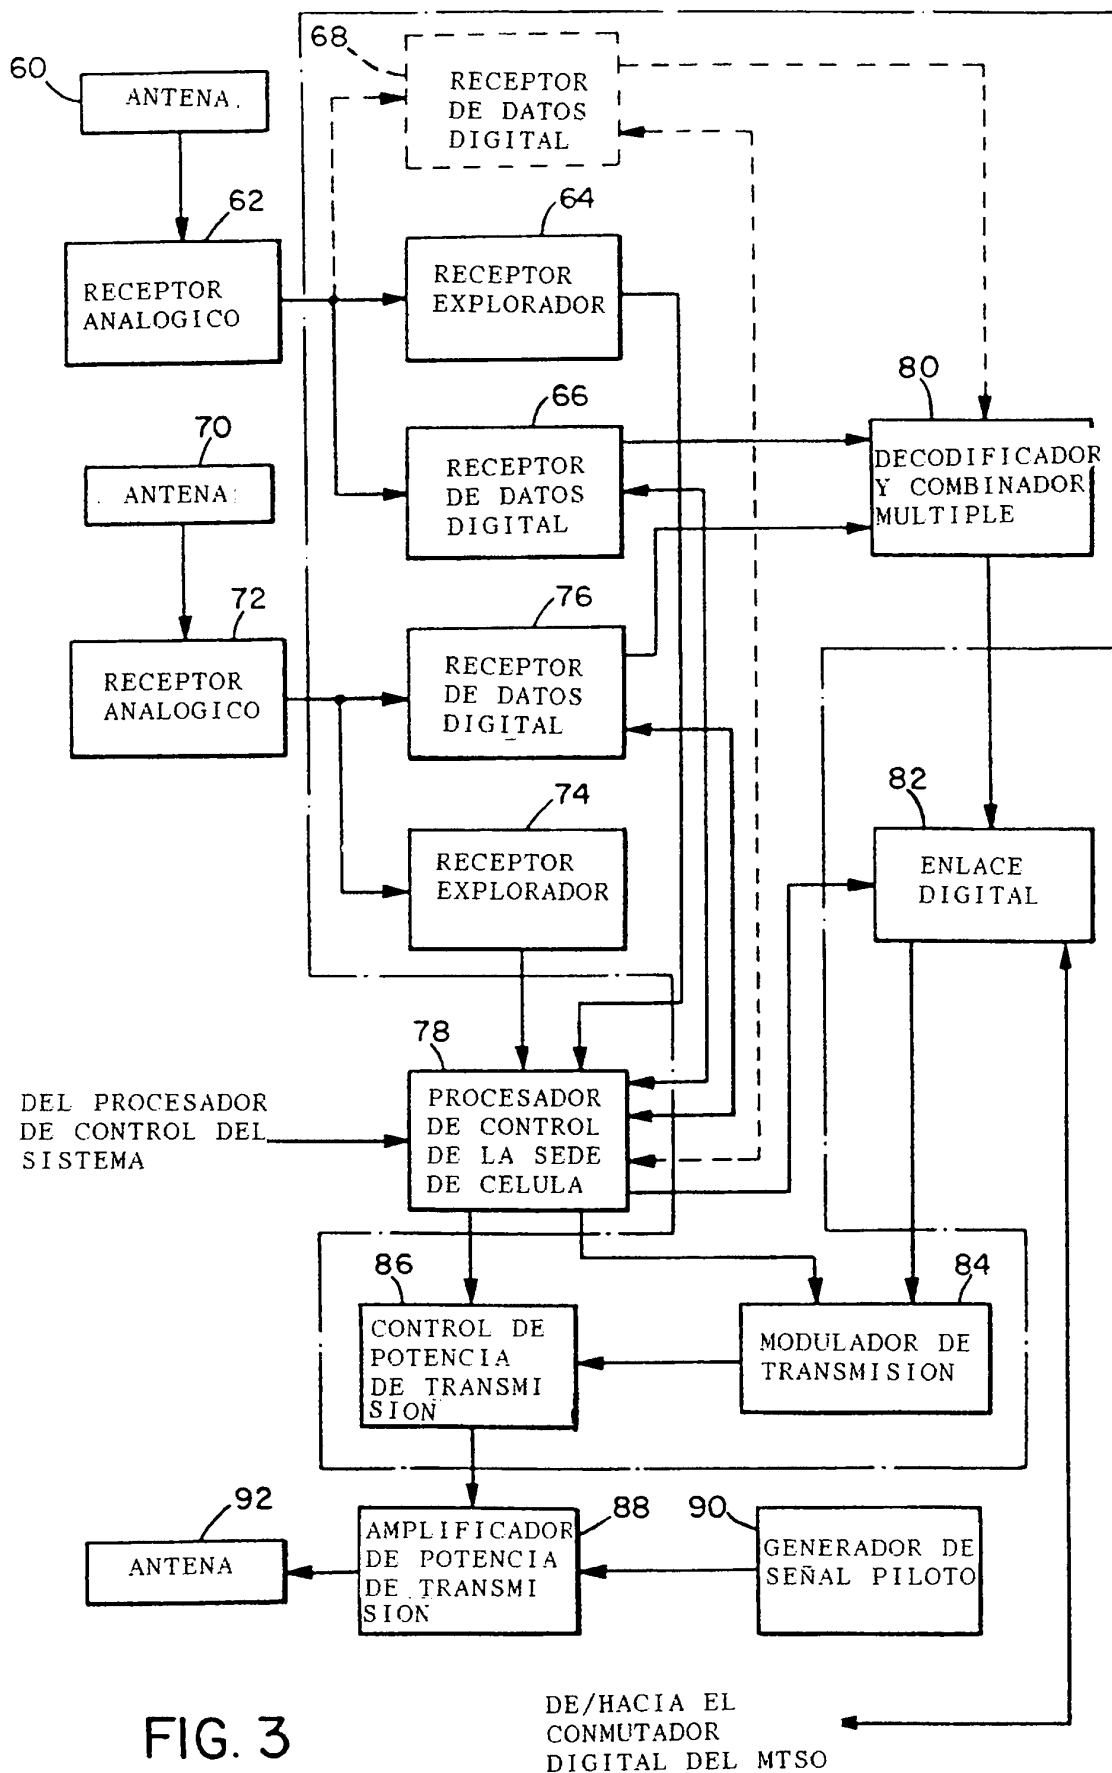 68
RECEPTOR
DE DATOS
DIGITAL
60
ANTENA
62
RECEPTOR
ANALOGICO
64
RECEPTOR
EXPLORADOR
66
RECEPTOR
DE DATOS
DIGITAL
80
DECODIFICADOR
Y COMBINADOR
MULTIPLE
70
ANTENA
72
RECEPTOR
ANALOGICO
76
RECEPTOR
DE DATOS
DIGITAL
74
RECEPTOR
EXPLORADOR
82
ENLACE
DIGITAL
78
PROCESADOR
DE CONTROL
DE LA SEDE
DE CELULA
DEL PROCESADOR
DE CONTROL DEL
SISTEMA
86
CONTROL DE
POTENCIA
DE TRANSMI
SION
84
MODULADOR DE
TRANSMISION
92
ANTENA
88
AMPLIFICADOR
DE POTENCIA
DE TRANSMI
SION
90
GENERADOR DE
SEÑAL PILOTO
DE/HACIA EL
CONMUTADOR
DIGITAL DEL MTSO
FIG. 3